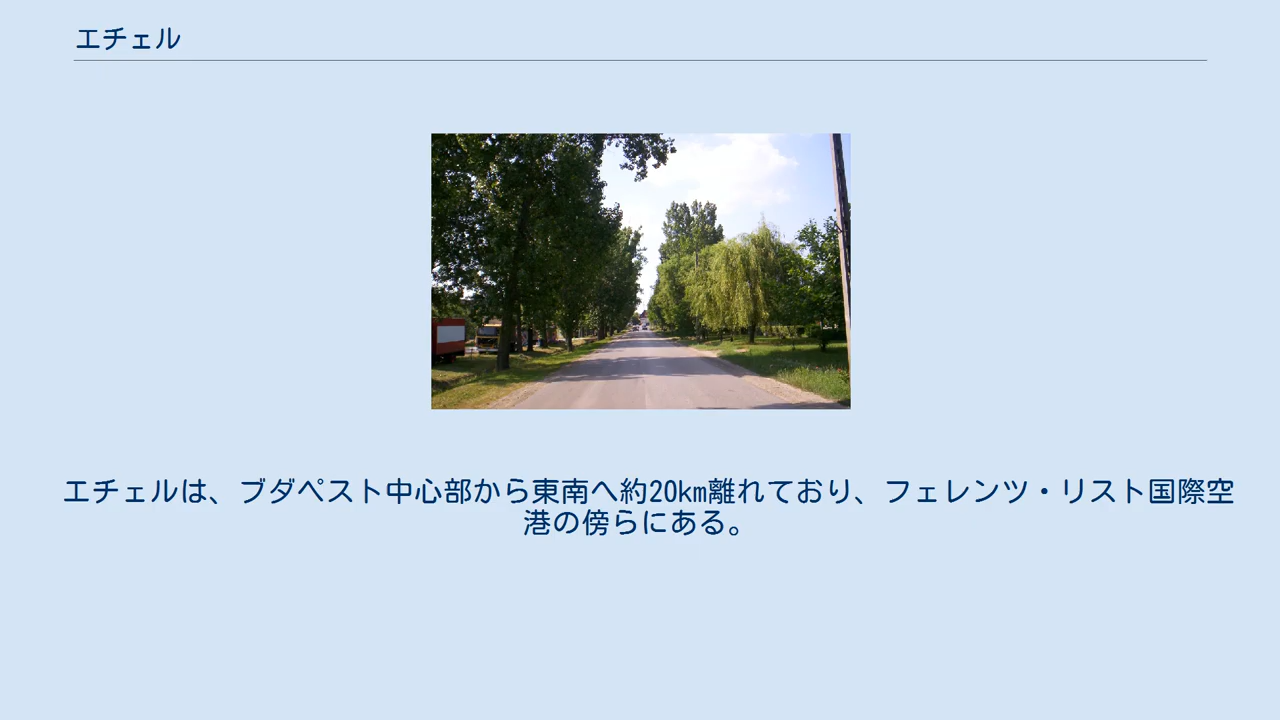 エチェル
エチェルは、ブダペスト中心部から東南へ約20km離れており、フェレンツ・リスト国際空
港の傍らにある。